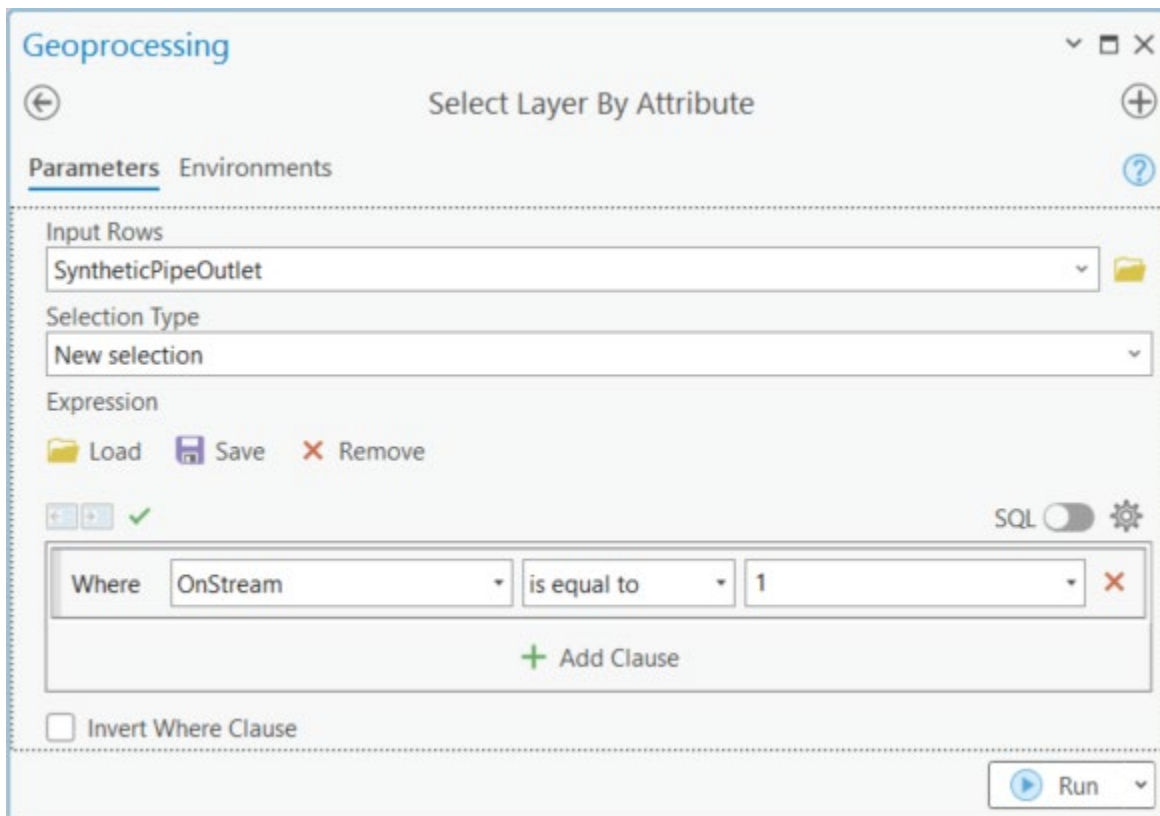 Geoprocessing
Select Layer By Attribute
Parameters Environments
Input Rows
SyntheticPipeOutlet
Selection Type
New selection
Expression
Load Save Remove
SQL
Where OnStream is equal to 1
Add Clause
Invert Where Clause
Run